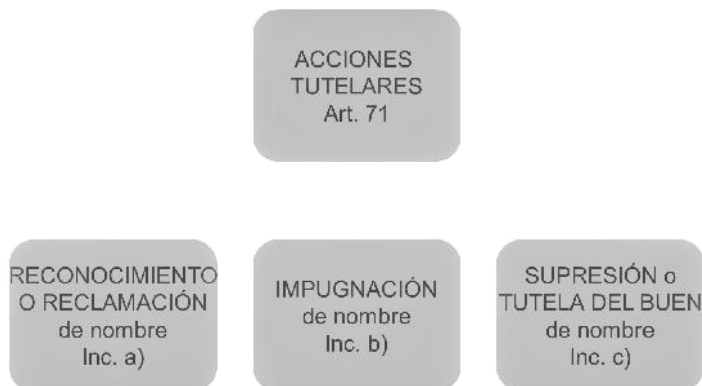 ACCIONES
TUTELARES
Art. 71
RECONOCIMIENTO
O RECLAMACIÓN
de nombre
Inc. a)
IMPUGNACIÓN
de nombre
Inc. b)
SUPRESIÓN o
TUTELA DEL BUEN
de nombre
Inc. c)